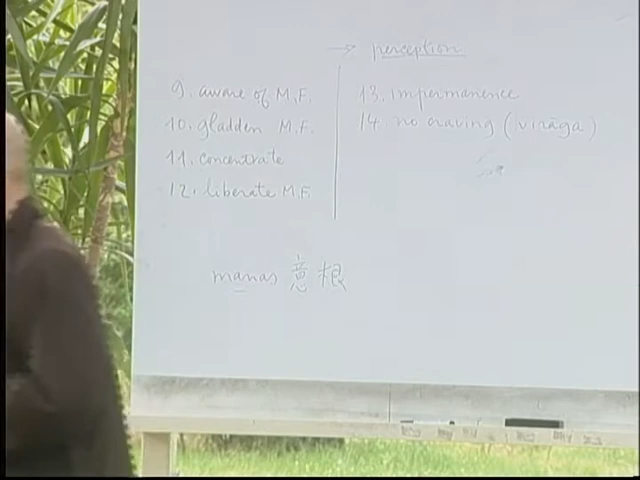 → perception
9. aware of M.F.
10. gladden M.F.
11. concentrate
12. liberate M.F.
13. impermanence
14. no craving (virāga)
manas 意根